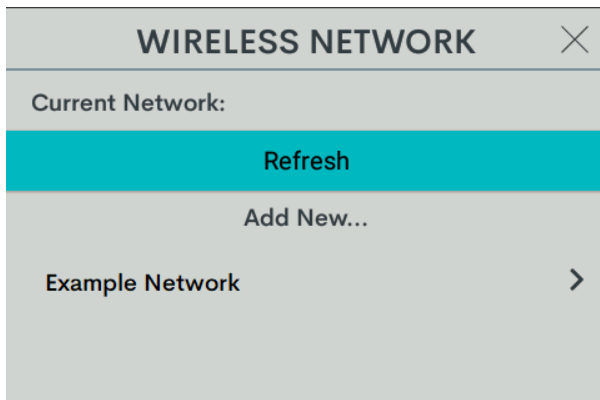 WIRELESS NETWORK
Current Network:
Refresh
Add New...
Example Network